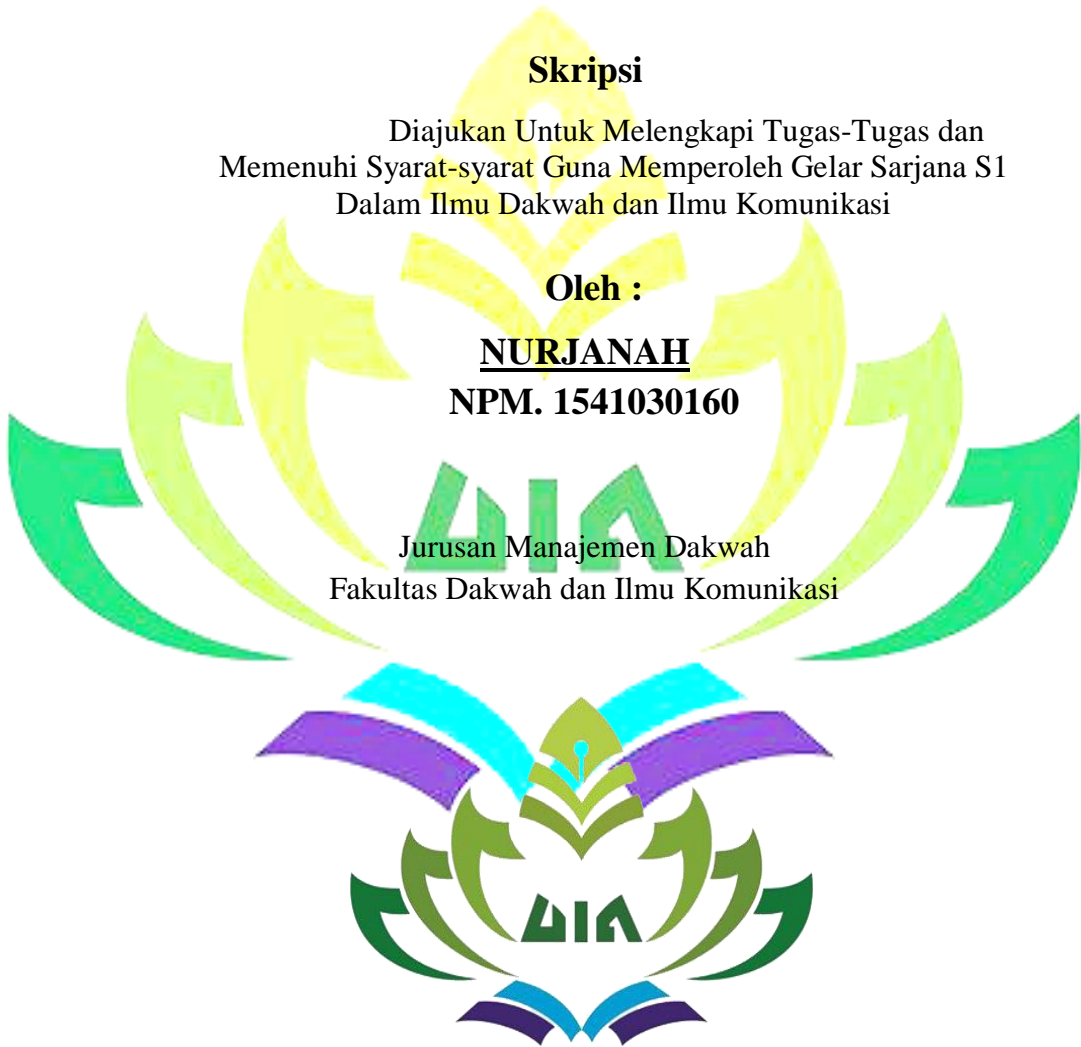 Skripsi
Diajukan Untuk Melengkapi Tugas-Tugas dan
Memenuhi Syarat-syarat Guna Memperoleh Gelar Sarjana S1
Dalam Ilmu Dakwah dan Ilmu Komunikasi
Oleh :
NURJANAH
NPM. 1541030160
UIN
Jurusan Manajemen Dakwah
Fakultas Dakwah dan Ilmu Komunikasi
UIN